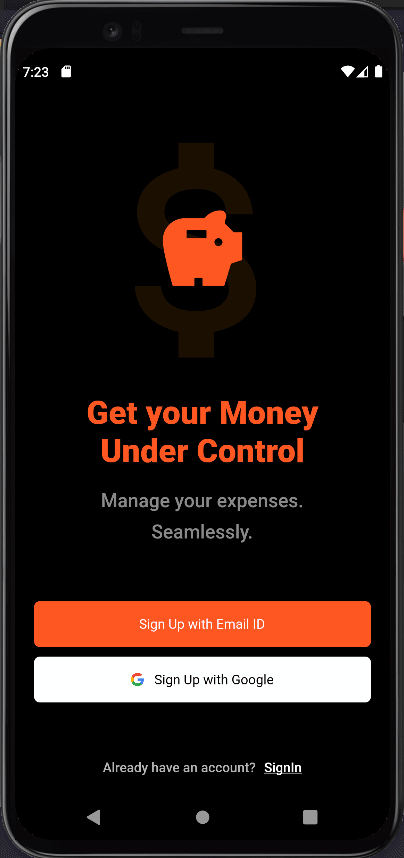 7:23
$
Get your Money
Under Control
Manage your expenses.
Seamlessly.
Sign Up with Email ID
G Sign Up with Google
Already have an account? SignIn